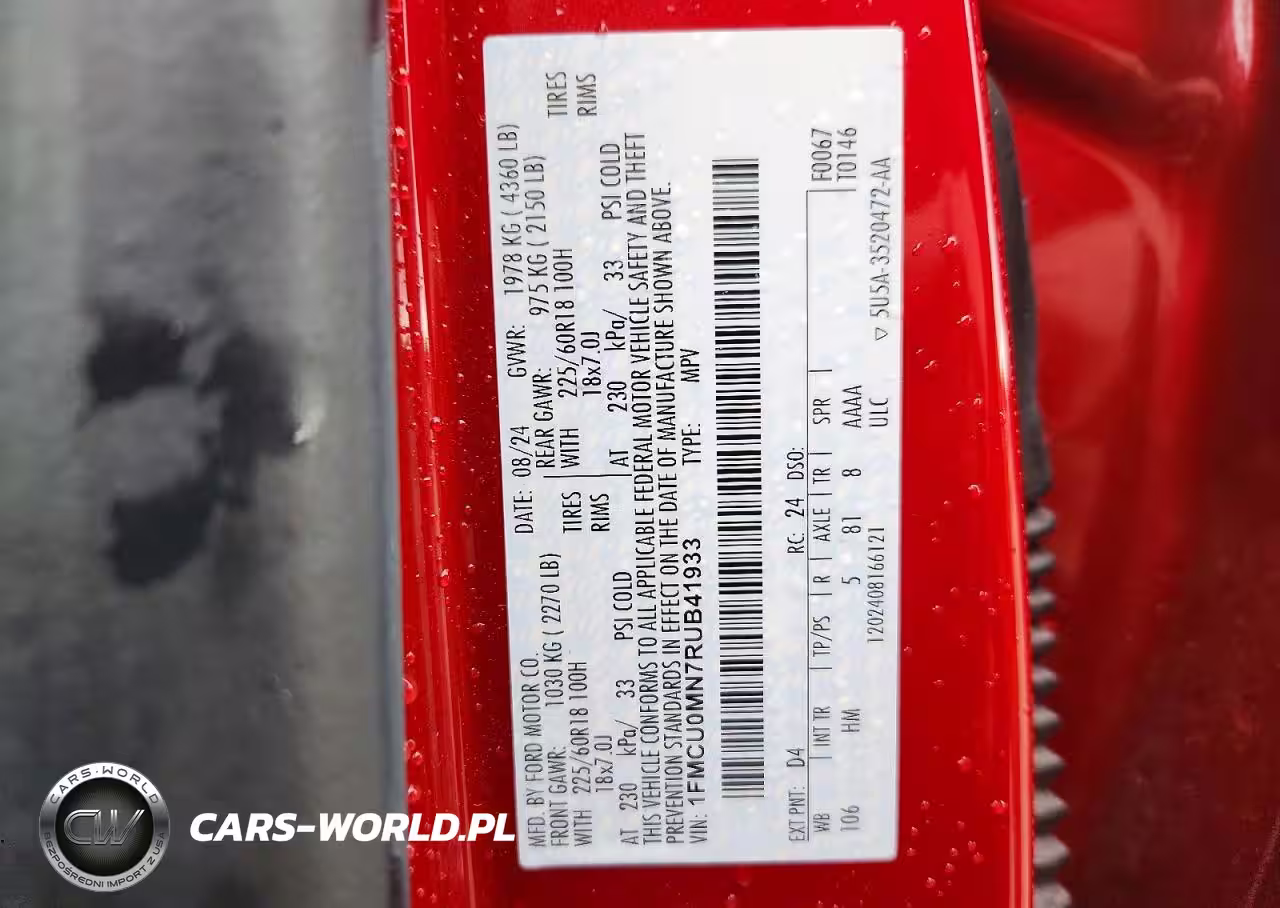 MFD. BY FORD MOTOR CO. DATE: 08/24 GVWR: 1978 KG ( 4360 LB)
FRONT GAWR: 1030 KG ( 2270 LB) REAR GAWR: 975 KG ( 2150 LB)
WITH 225/60R18 100H TIRES WITH 225/60R18 100H TIRES
18x7.0J RIMS 18x7.0J RIMS
AT 230 kPa/ 33 PSI COLD AT 230 kPa/ 33 PSI COLD
THIS VEHICLE CONFORMS TO ALL APPLICABLE FEDERAL MOTOR VEHICLE SAFETY AND THEFT
PREVENTION STANDARDS IN EFFECT ON THE DATE OF MANUFACTURE SHOWN ABOVE.
VIN: 1FMCU0MN7RUB41933 TYPE: MPV
EXT PNT: D4 RC: 24 DSO:
WB INT TR TP/PS R AXLE TR SPR F0067
106 HM 5 81 8 AAAA T0146
1202408166121 ULC
▽ 5U5A-3520472-AA
CARS-WORLD
CW
BEZPOŚREDNI IMPORT Z USA
CARS-WORLD.PL